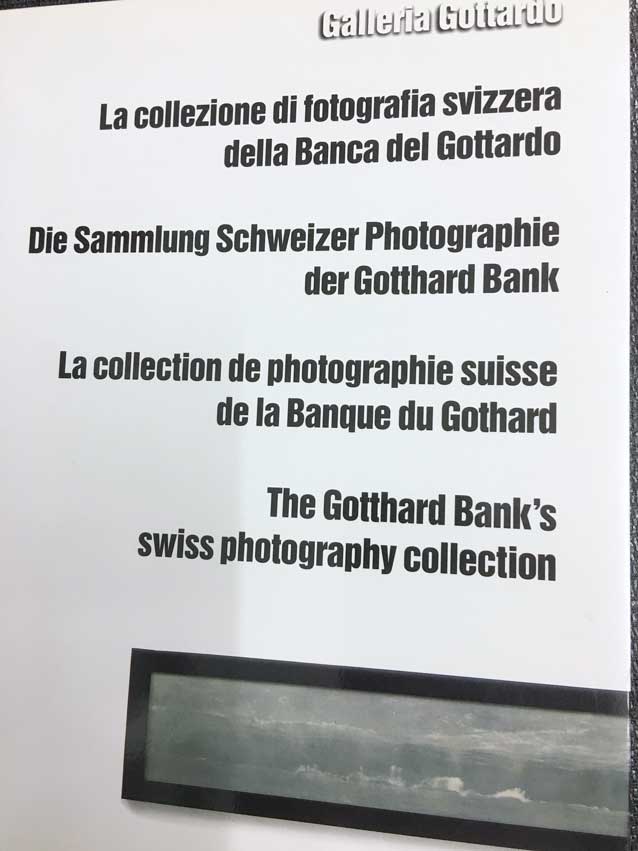 Galleria Gottardo
La collezione di fotografia svizzera
della Banca del Gottardo
Die Sammlung Schweizer Photographie
der Gotthard Bank
La collection de photographie suisse
de la Banque du Gothard
The Gotthard Bank's
swiss photography collection